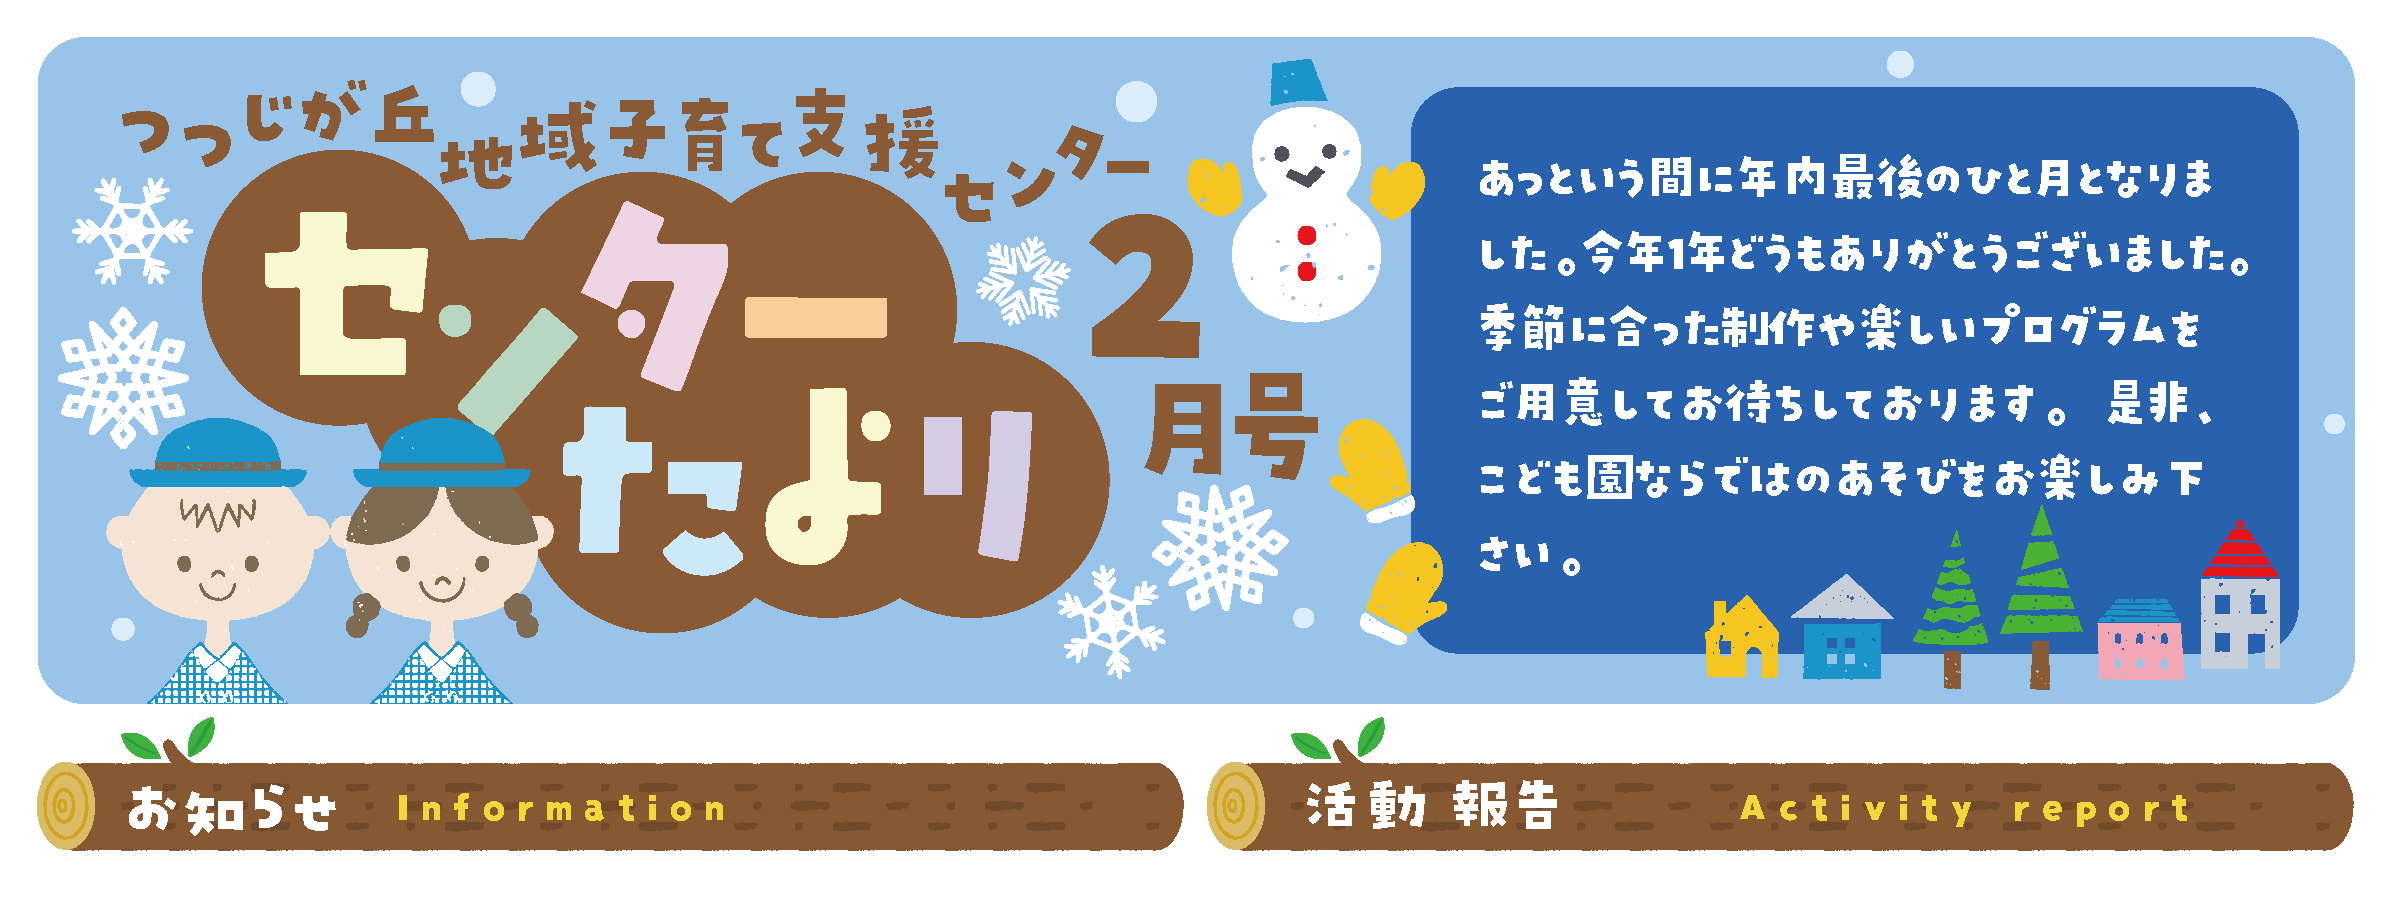 つつじが丘地域子育て支援センター
センター
たより
2
月号
あっという間に年内最後のひと月となりま
した。今年1年どうもありがとうございました。
季節に合った制作や楽しいプログラムを
ご用意してお待ちしております。 是非、
こども園ならではのあそびをお楽しみ下
さい。
お知らせ Information
活動 報告 Activity report